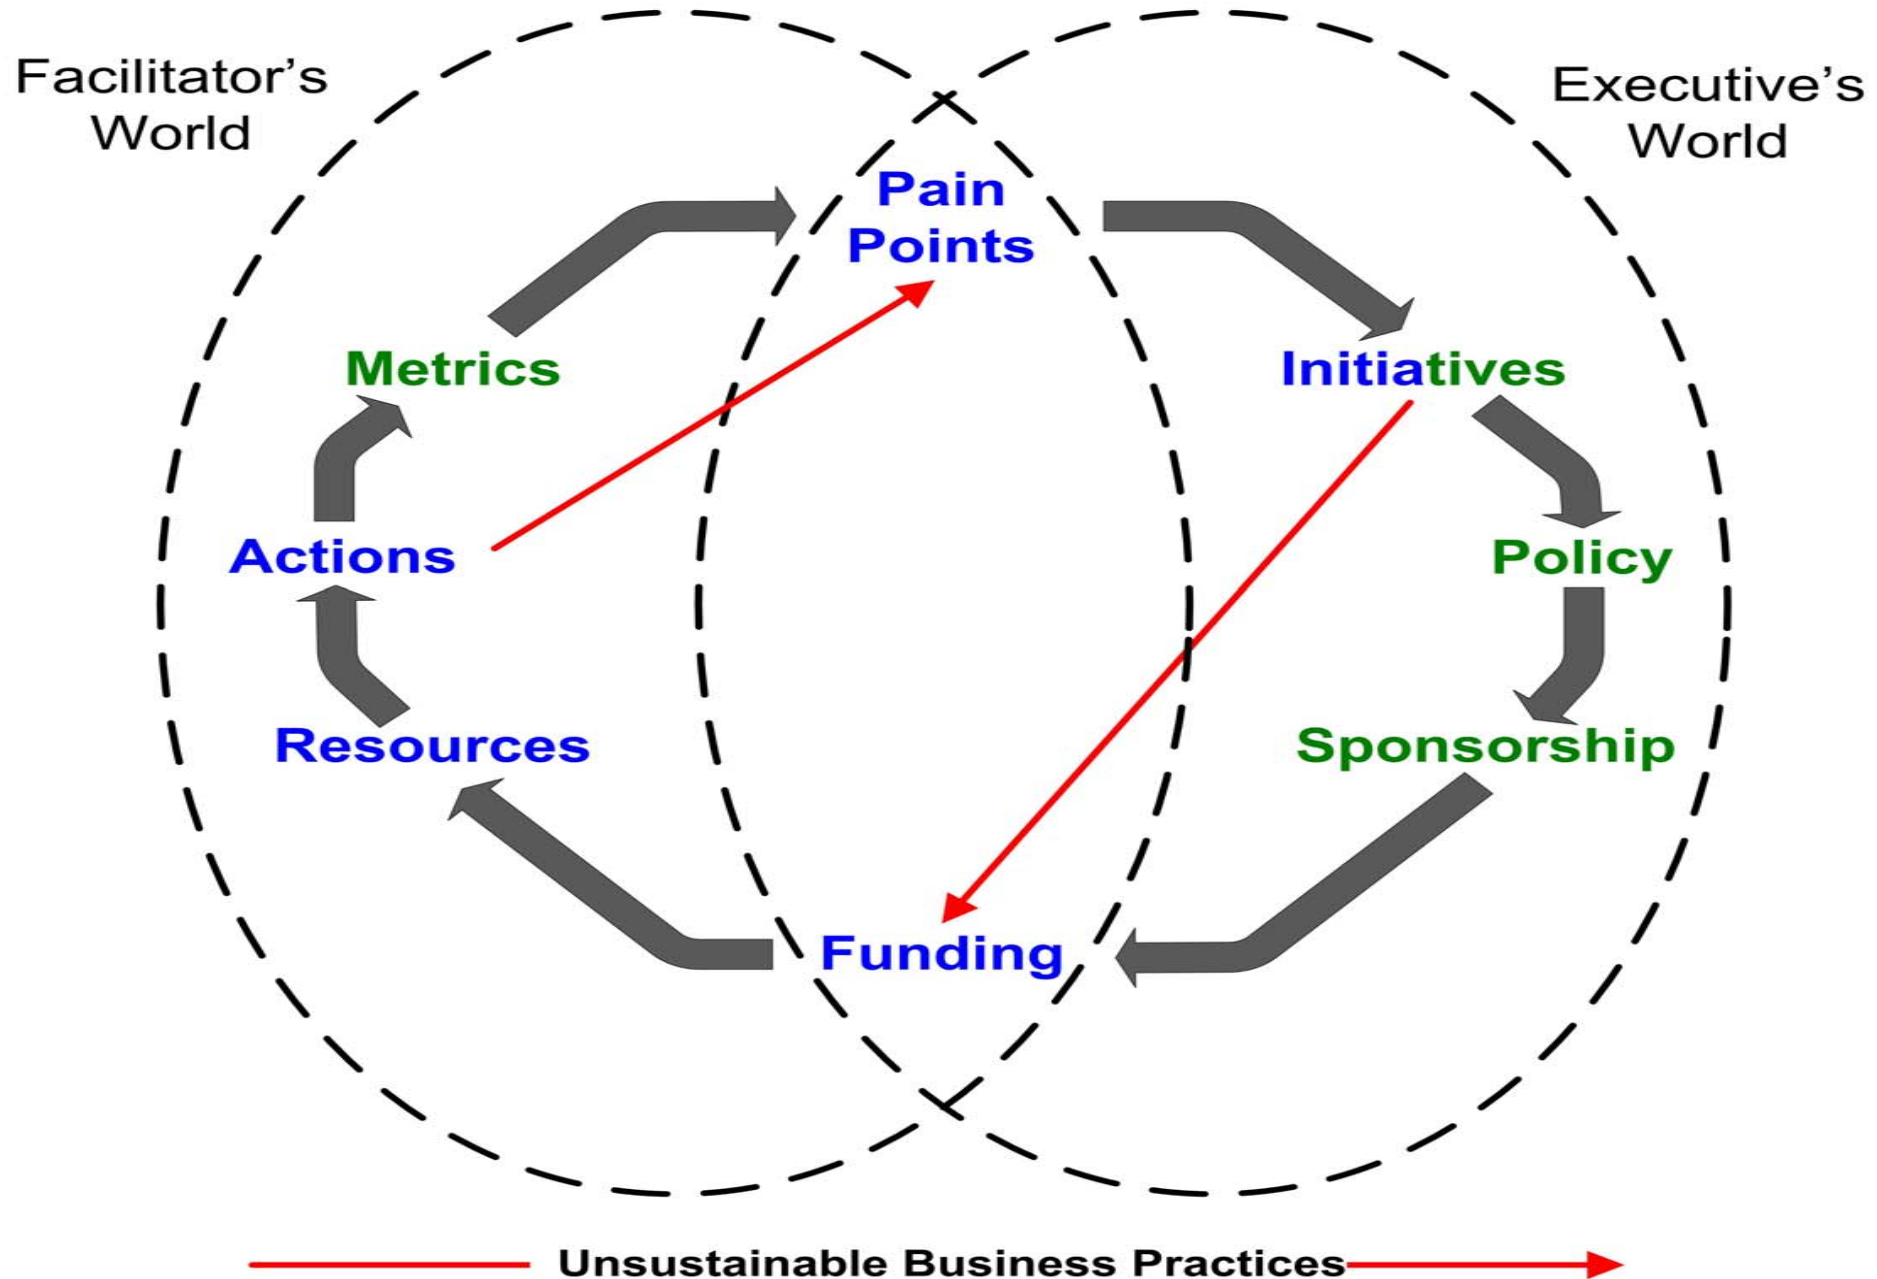 Facilitator's
World
Executive's
World
Pain
Points
Metrics
Initiatives
Actions
Policy
Resources
Sponsorship
Funding
Unsustainable Business Practices